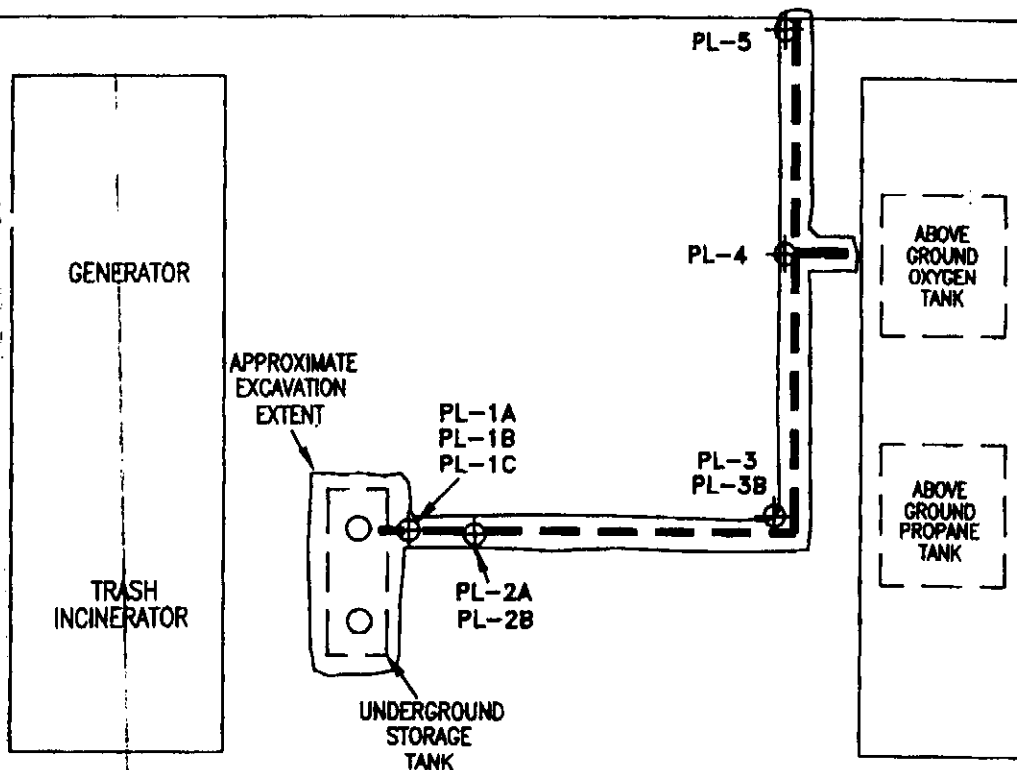 PL-5
GENERATOR
PL-4
ABOVE
GROUND
OXYGEN
TANK
APPROXIMATE
EXCAVATION
EXTENT
PL-1A
PL-1B
PL-1C
PL-3
PL-3B
ABOVE
GROUND
PROPANE
TANK
TRASH
INCINERATOR
PL-2A
PL-2B
UNDERGROUND
STORAGE
TANK